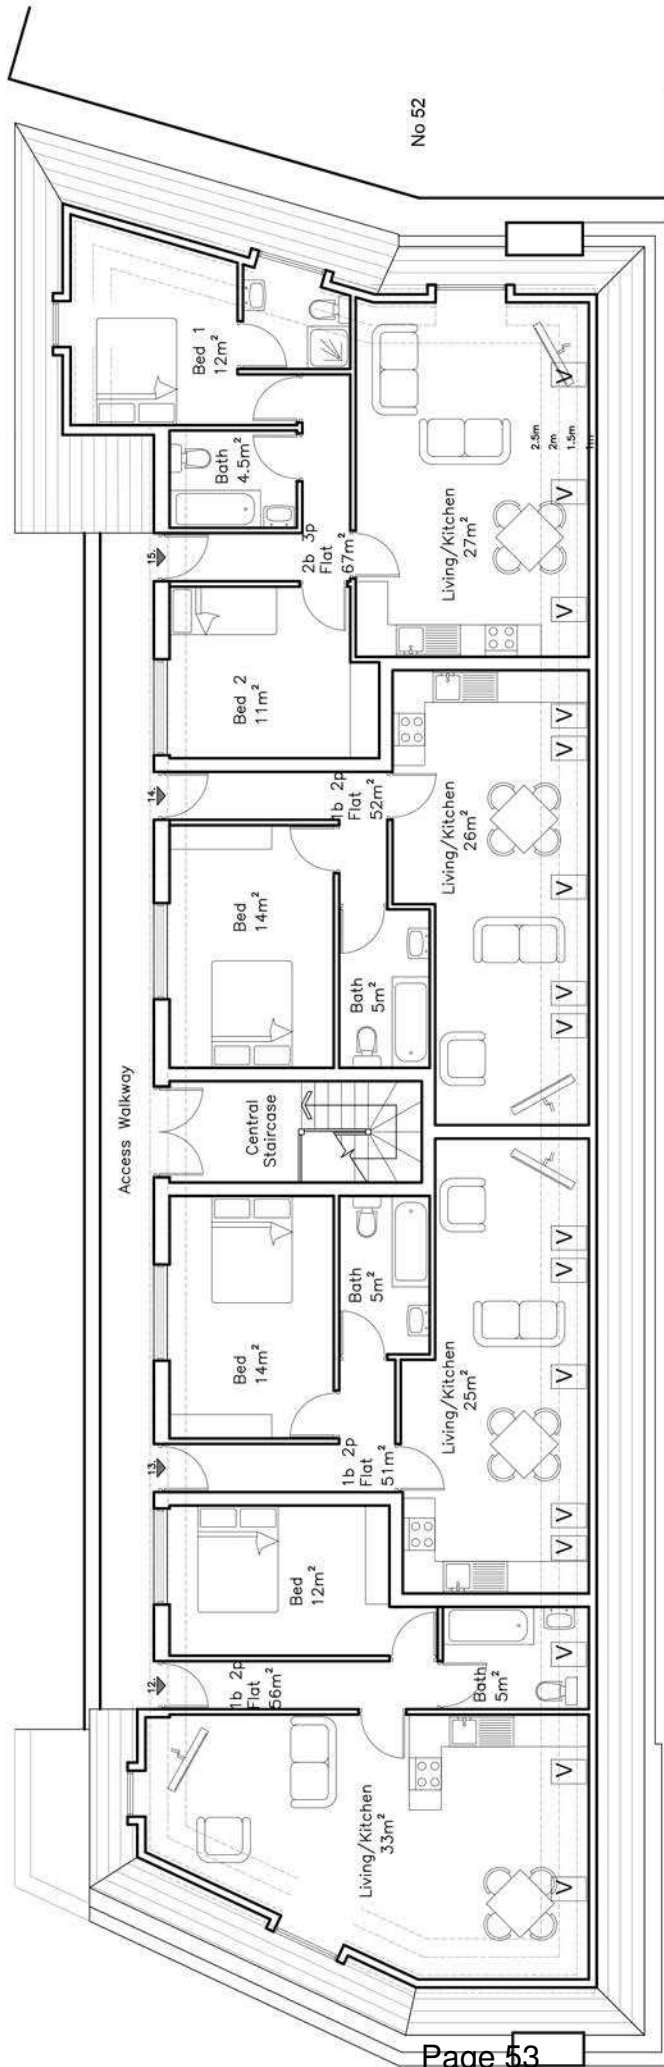 No 52
Access Walkway
15.
14.
13.
12.
Bed 1
12m²
Bath
4.5m²
2b 3p
Flat
67m²
Living/Kitchen
27m²
2.5m
2m
1.5m
1m
V
V
V
Bed 2
11m²
1b 2p
Flat
52m²
Bed
14m²
Bath
5m²
Living/Kitchen
26m²
V
V
V
V
V
Central
Staircase
Bed
14m²
Bath
5m²
1b 2p
Flat
51m²
Living/Kitchen
25m²
V
V
V
V
V
Bed
12m²
1b 2p
Flat
56m²
Bath
5m²
V
Living/Kitchen
33m²
V
V
Page 53